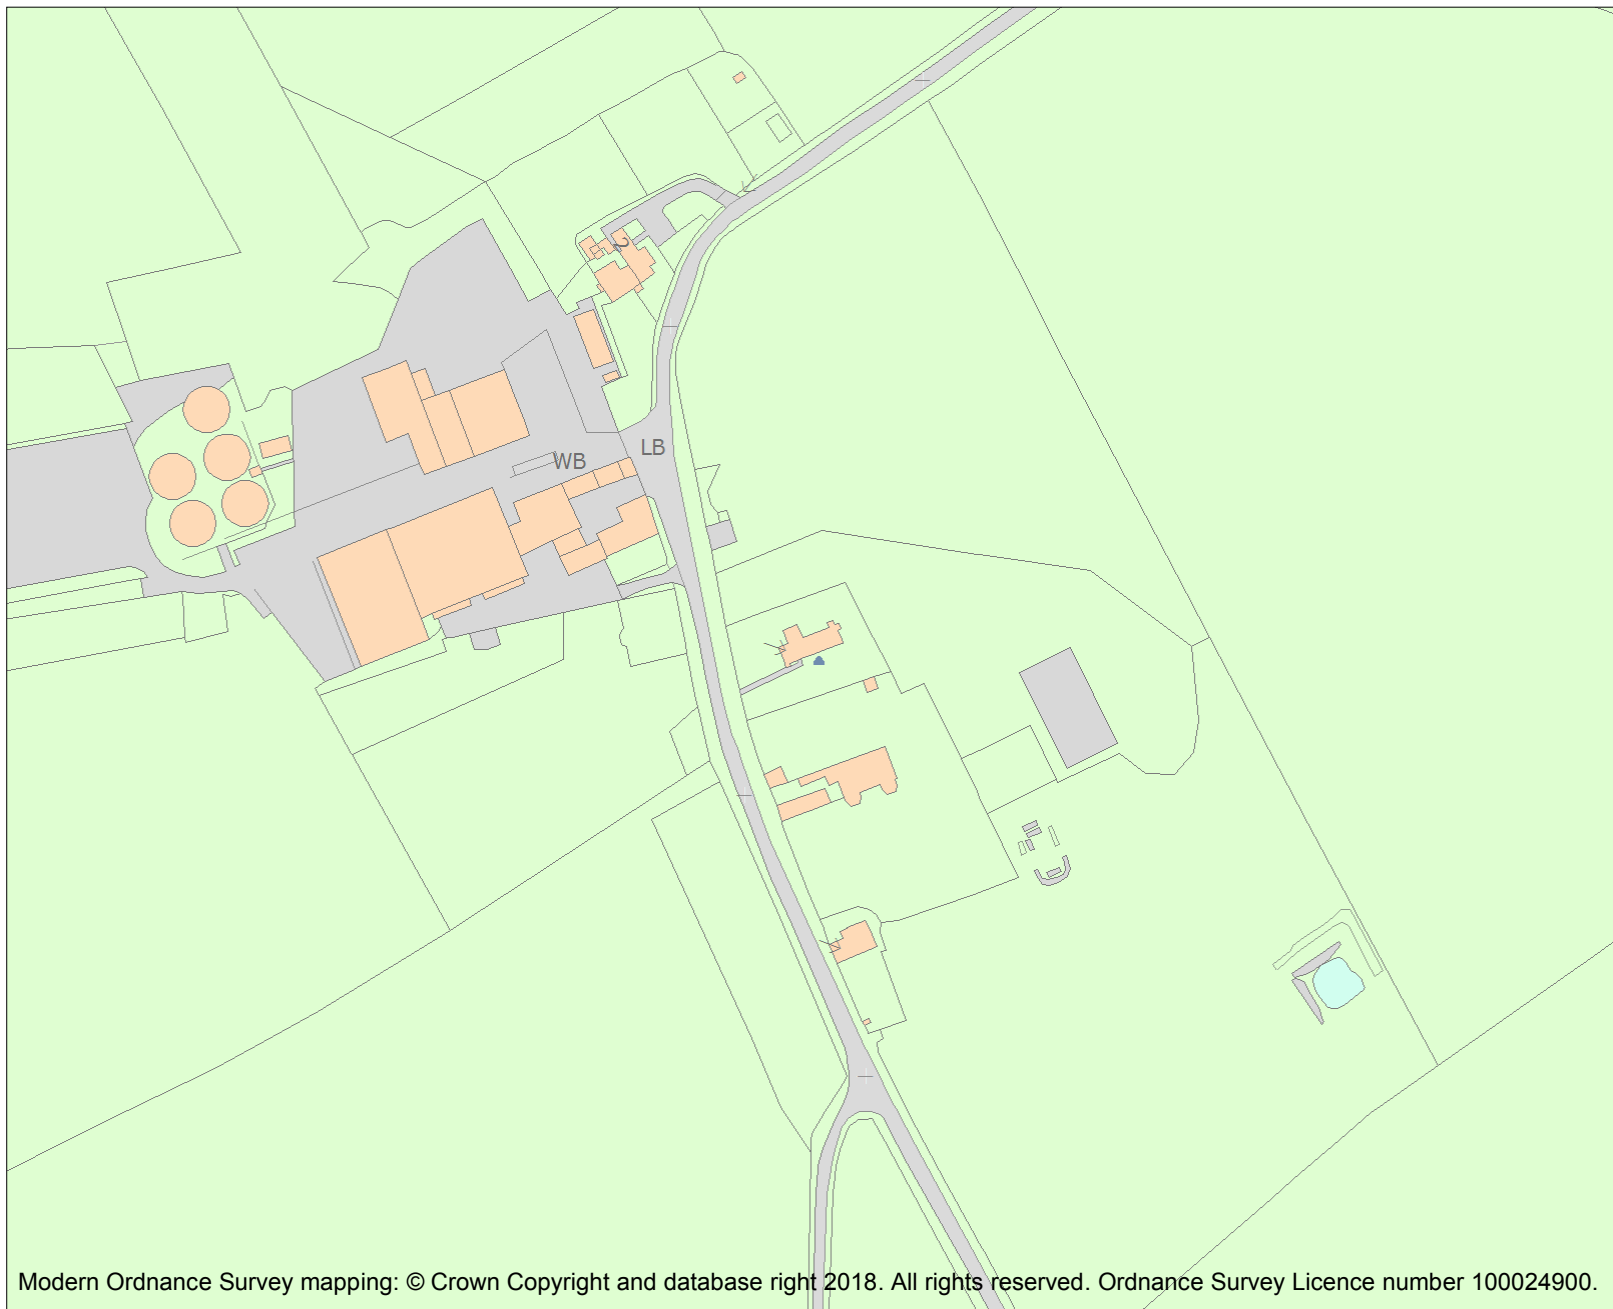 2
LB
WB
Modern Ordnance Survey mapping: © Crown Copyright and database right 2018. All rights reserved. Ordnance Survey Licence number 100024900.